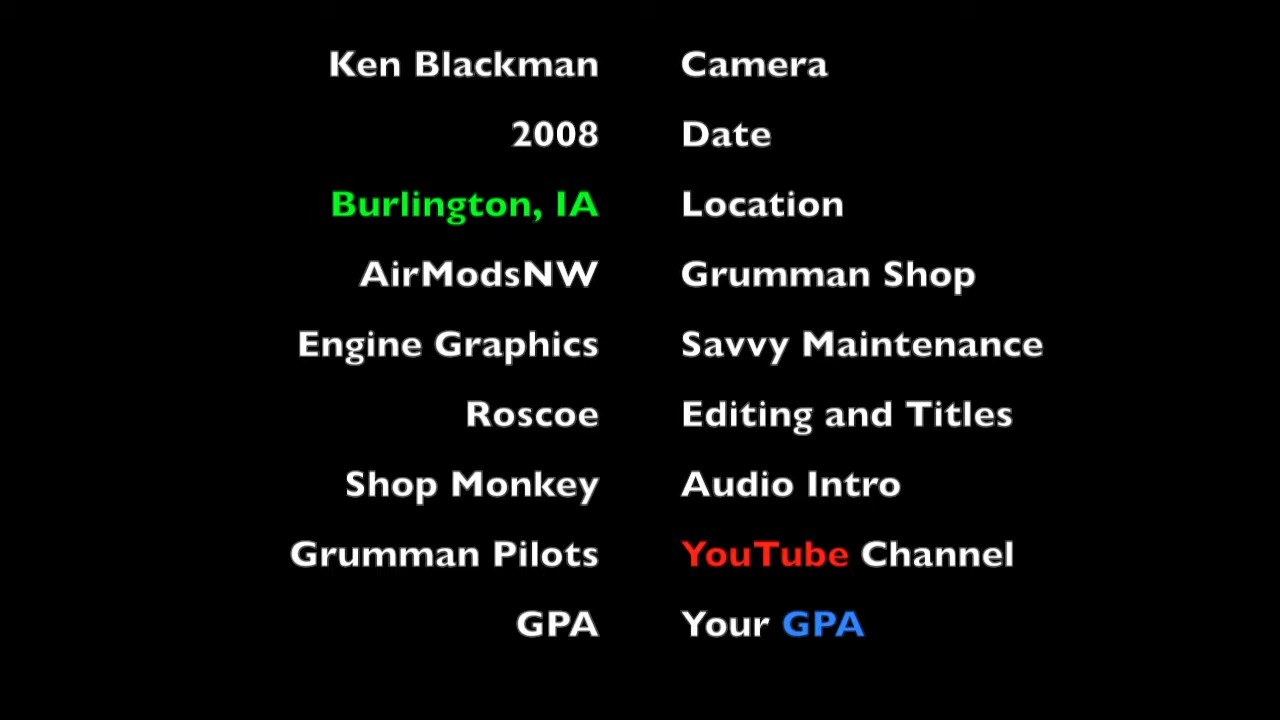 Ken Blackman Camera
2008 Date
Burlington, IA Location
AirModsNW Grumman Shop
Engine Graphics Savvy Maintenance
Roscoe Editing and Titles
Shop Monkey Audio Intro
Grumman Pilots YouTube Channel
GPA Your GPA